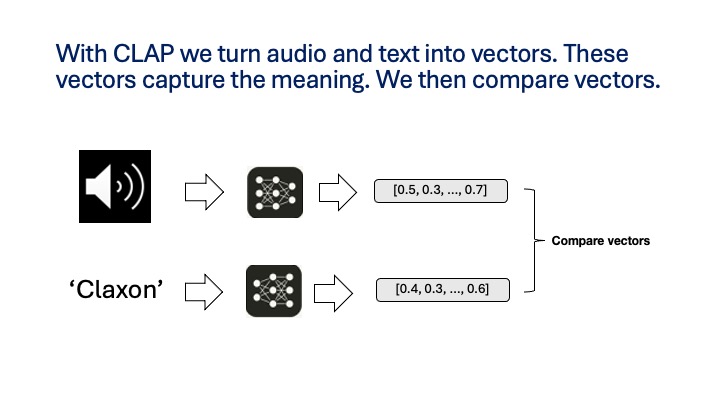 With CLAP we turn audio and text into vectors. These
vectors capture the meaning. We then compare vectors.
[0.5, 0.3, ..., 0.7]
Compare vectors
‘Claxon’
[0.4, 0.3, ..., 0.6]